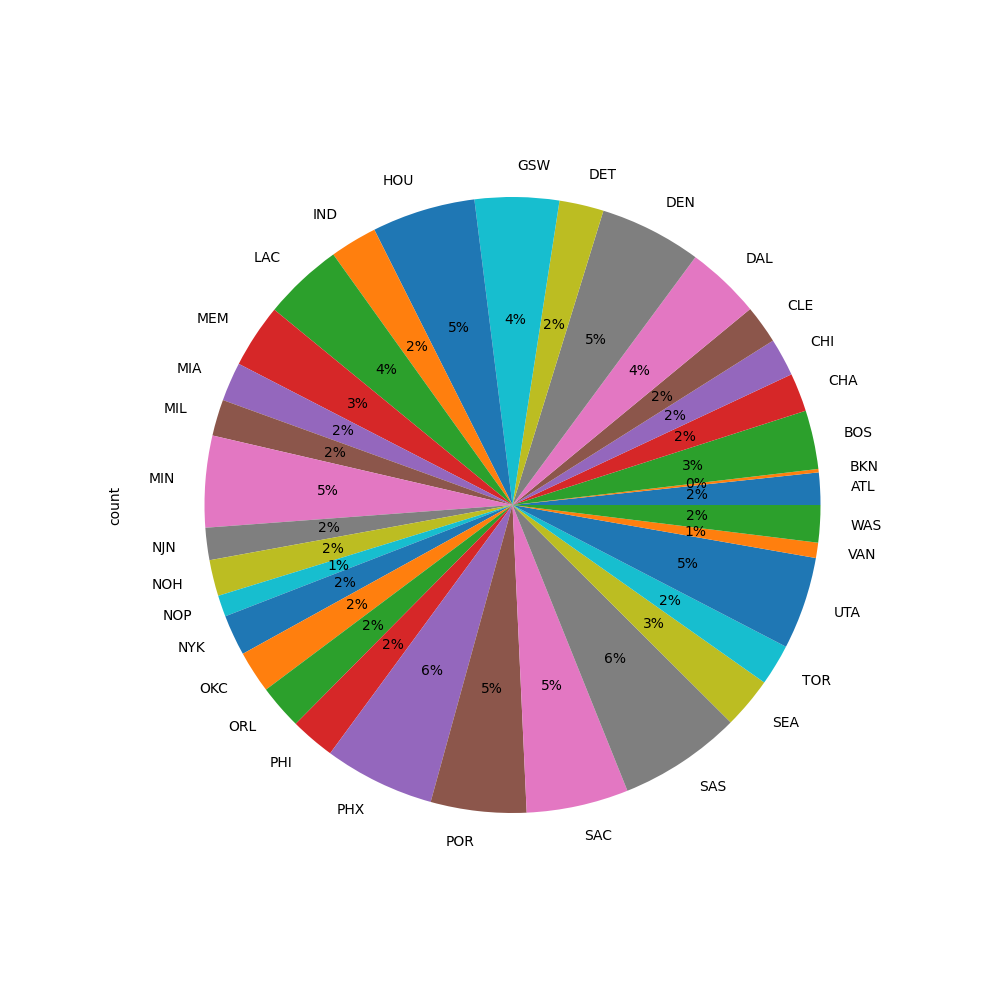 GSW
DET
HOU
DEN
IND
LAC
DAL
CLE
MEM
CHI
MIA
CHA
MIL
BOS
MIN
BKN
ATL
count
WAS
NJN
VAN
NOH
UTA
NOP
NYK
TOR
OKC
SEA
ORL
PHI
SAS
PHX
SAC
POR
4%
2%
5%
5%
2%
4%
4%
2%
3%
2%
2%
2%
2%
3%
5%
0%
2%
2%
2%
1%
2%
5%
1%
2%
2%
2%
3%
2%
2%
6%
6%
5%
5%